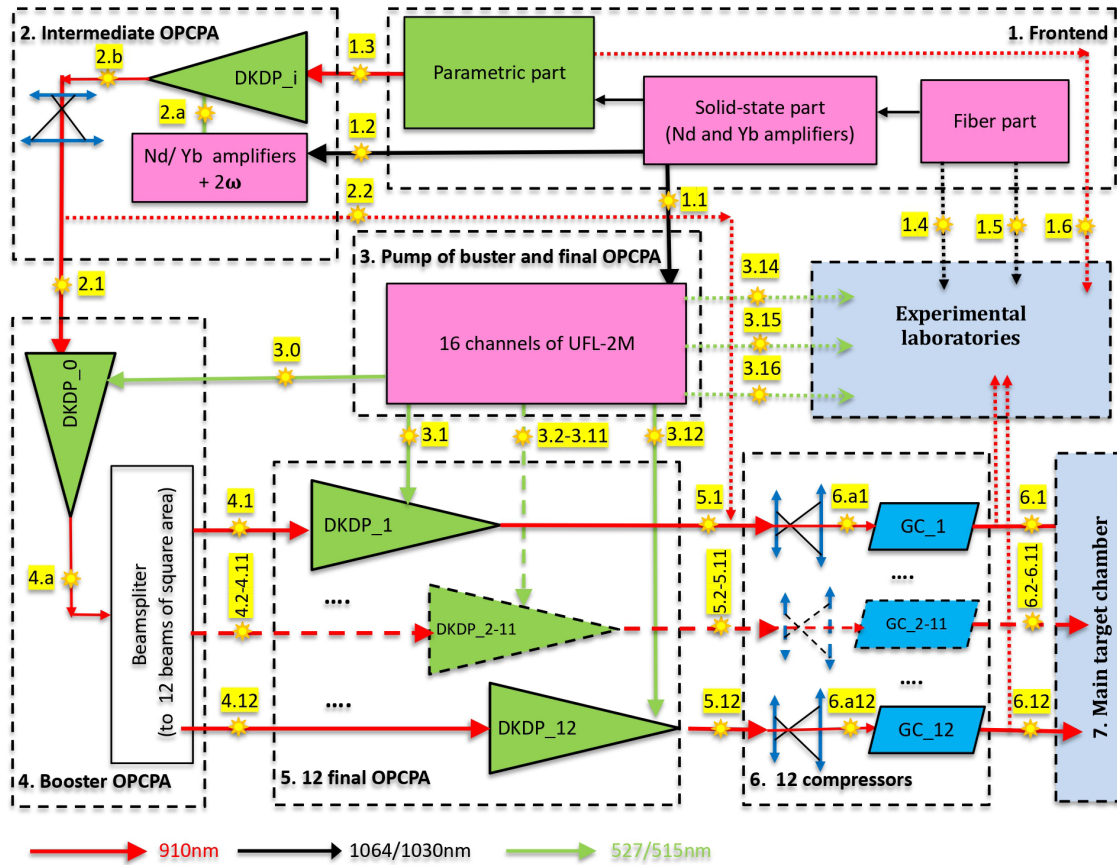 2. Intermediate OPCPA
1. Frontend
2.b
1.3
DKDP_i
Parametric part
2.a
Solid-state part
(Nd and Yb amplifiers)
Fiber part
1.2
Nd/ Yb amplifiers
+ 2ω
2.2
1.1
1.4
1.5
1.6
3. Pump of buster and final OPCPA
2.1
3.14
3.15
3.16
16 channels of UFL-2M
Experimental
laboratories
3.0
DKDP_0
3.1
3.2-3.11
3.12
4.1
DKDP_1
5.1
6.a1
GC_1
6.1
4.a
4.2-4.11
....
DKDP_2-11
5.2-5.11
....
GC_2-11
6.2-6.11
Beamspliter
(to 12 beams of square area)
4.12
....
DKDP_12
5.12
....
6.a12
GC_12
6.12
7. Main target chamber
4. Booster OPCPA
5. 12 final OPCPA
6. 12 compressors
910nm
1064/1030nm
527/515nm